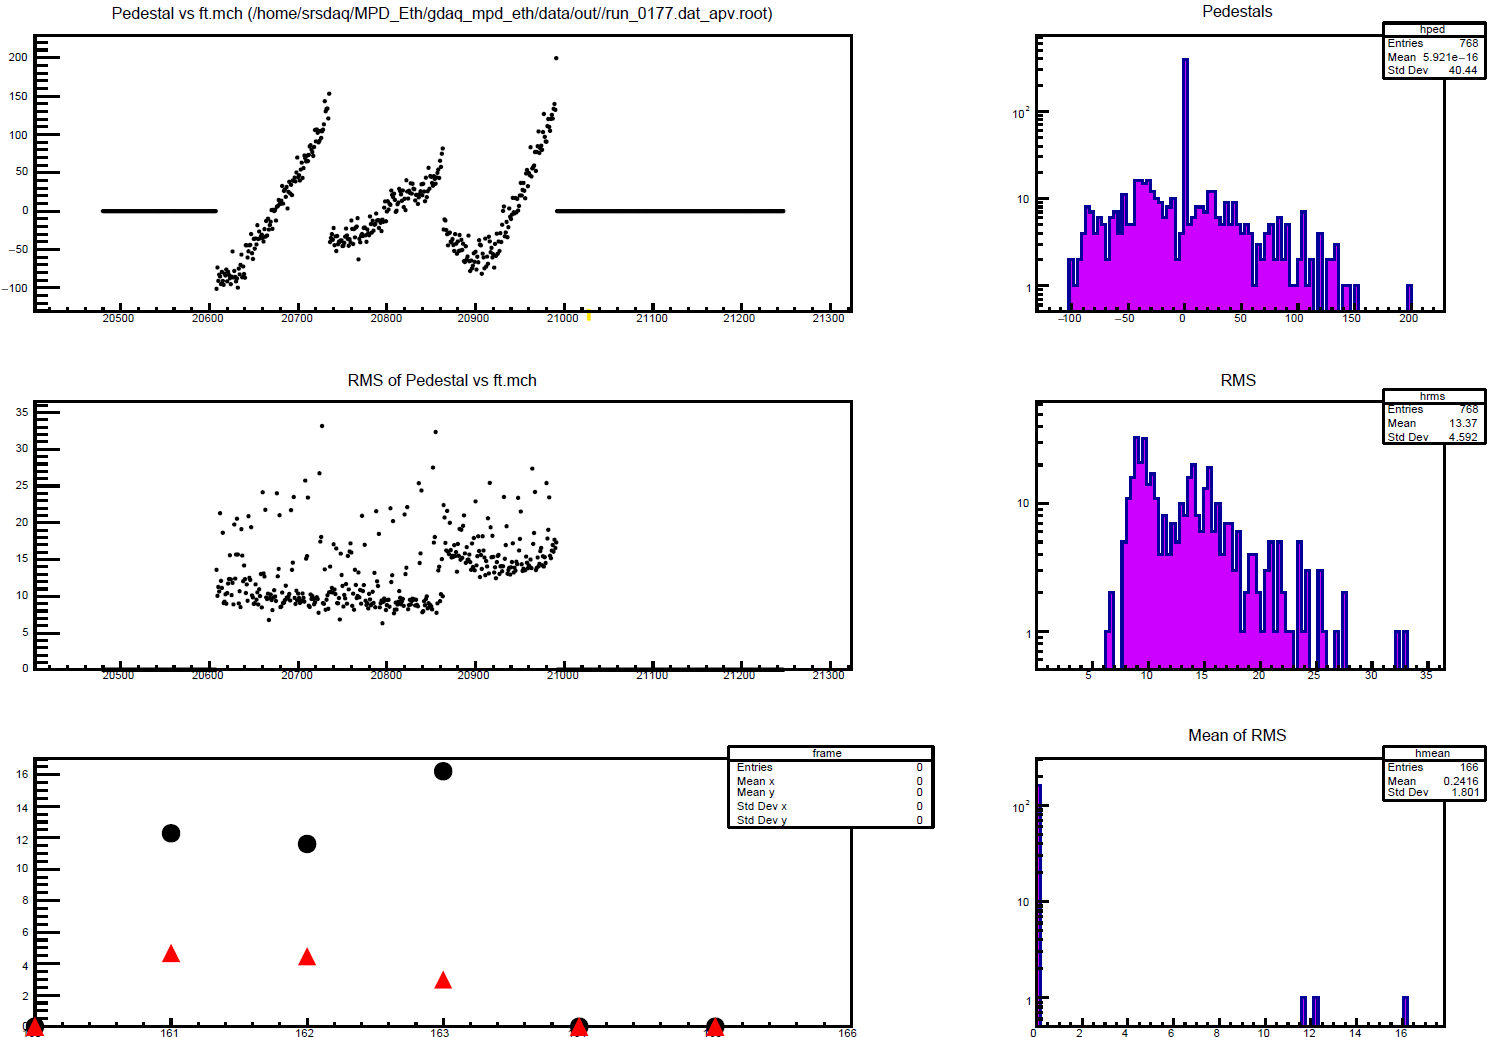 Pedestal vs ft.mch (/home/srsdaq/MPD_Eth/gdaq_mpd_eth/data/out//run_0177.dat_apv.root)
200
150
100
50
0
−50
−100
20500 20600 20700 20800 20900 21000 21100 21200 21300
Pedestals
hped
Entries 768
Mean 5.921e−16
Std Dev 40.44
10²
10
1
−100 −50 0 50 100 150 200
RMS of Pedestal vs ft.mch
35
30
25
20
15
10
5
0
20500 20600 20700 20800 20900 21000 21100 21200 21300
RMS
hrms
Entries 768
Mean 13.37
Std Dev 4.592
10
1
5 10 15 20 25 30 35
frame
Entries 0
Mean x 0
Mean y 0
Std Dev x 0
Std Dev y 0
16
14
12
10
8
6
4
2
161 162 163 166
Mean of RMS
hmean
Entries 166
Mean 0.2416
Std Dev 1.801
10²
10
1
0 2 4 6 8 10 12 14 16